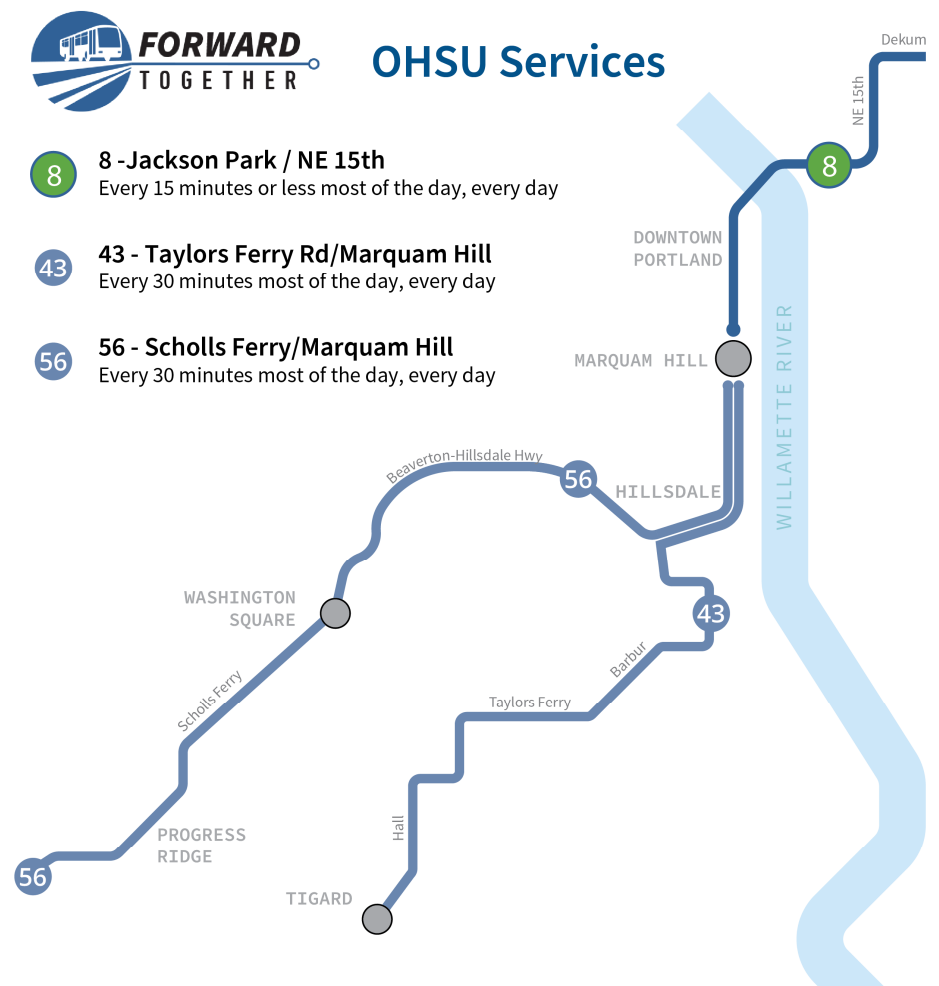 FORWARD
TOGETHER
OHSU Services
Dekum
NE 15th
8
8 -Jackson Park / NE 15th
Every 15 minutes or less most of the day, every day
8
43
43 - Taylors Ferry Rd/Marquam Hill
Every 30 minutes most of the day, every day
DOWNTOWN
PORTLAND
56
56 - Scholls Ferry/Marquam Hill
Every 30 minutes most of the day, every day
MARQUAM HILL
WILLAMETTE RIVER
Beaverton-Hillsdale Hwy
56
HILLSDALE
WASHINGTON
SQUARE
43
Barbur
Scholls Ferry
Taylors Ferry
Hall
PROGRESS
RIDGE
56
TIGARD